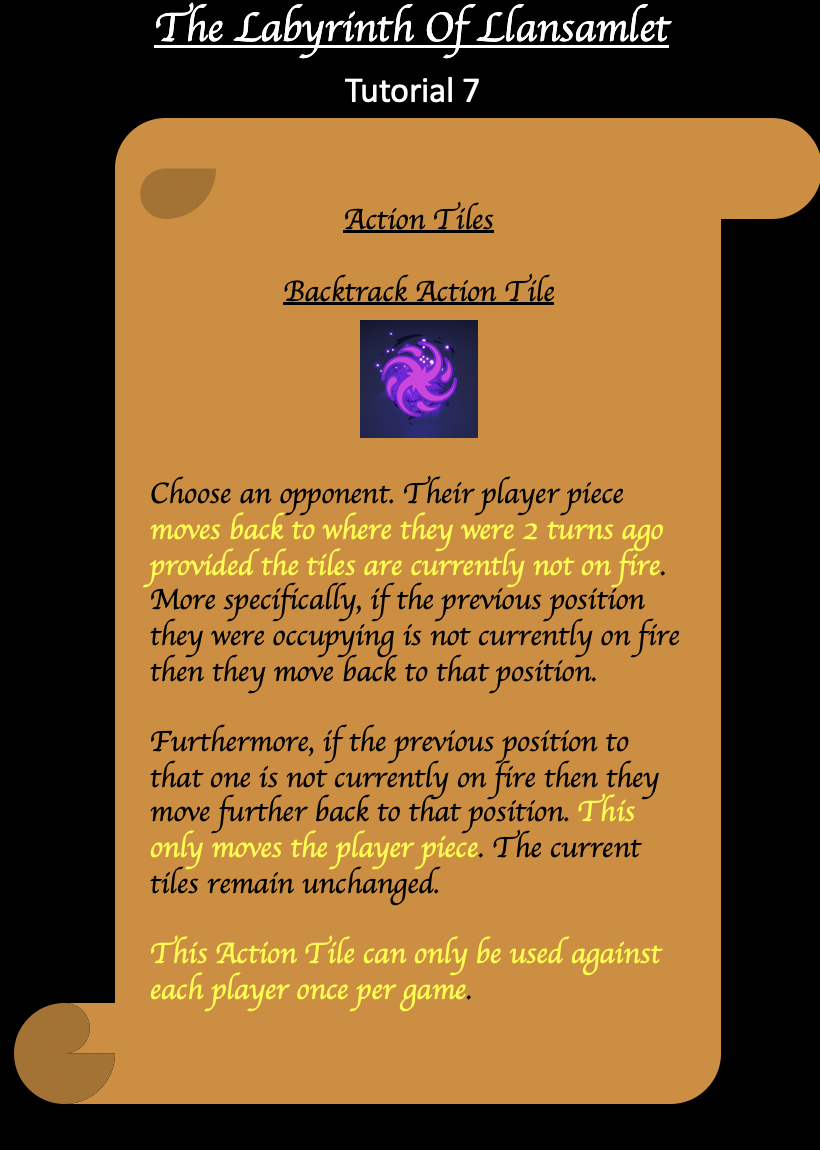 The Labyrinth Of Llansamlet
Tutorial 7
Action Tiles
Backtrack Action Tile
Choose an opponent. Their player piece
moves back to where they were 2 turns ago
provided the tiles are currently not on fire.
More specifically, if the previous position
they were occupying is not currently on fire
then they move back to that position.
Furthermore, if the previous position to
that one is not currently on fire then they
move further back to that position. This
only moves the player piece. The current
tiles remain unchanged.
This Action Tile can only be used against
each player once per game.